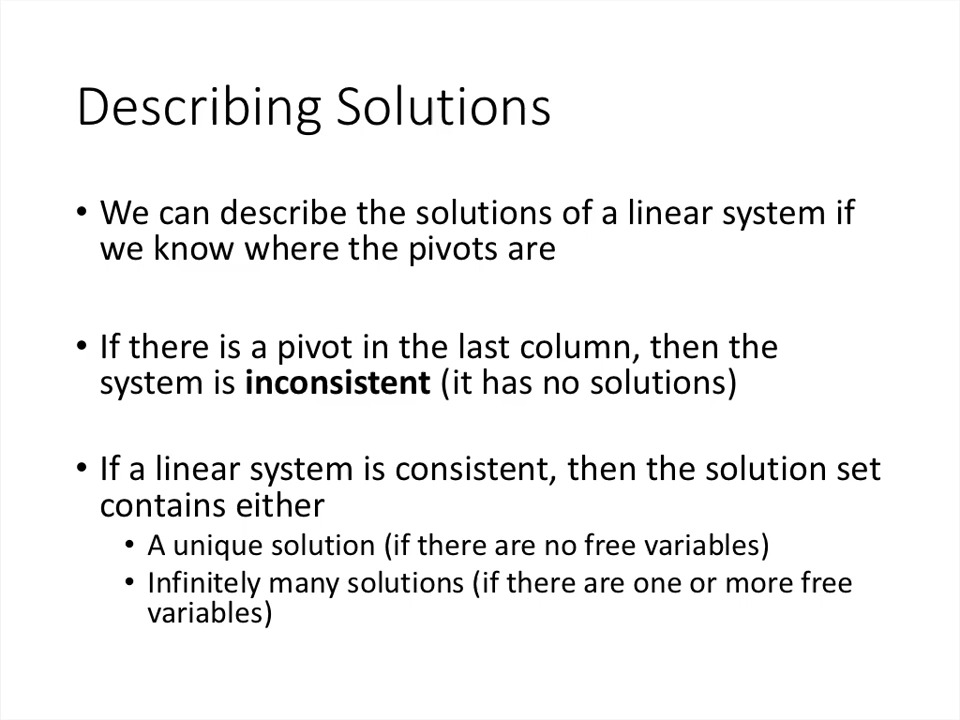 Describing Solutions
• We can describe the solutions of a linear system if
we know where the pivots are
• If there is a pivot in the last column, then the
system is inconsistent (it has no solutions)
• If a linear system is consistent, then the solution set
contains either
• A unique solution (if there are no free variables)
• Infinitely many solutions (if there are one or more free
variables)